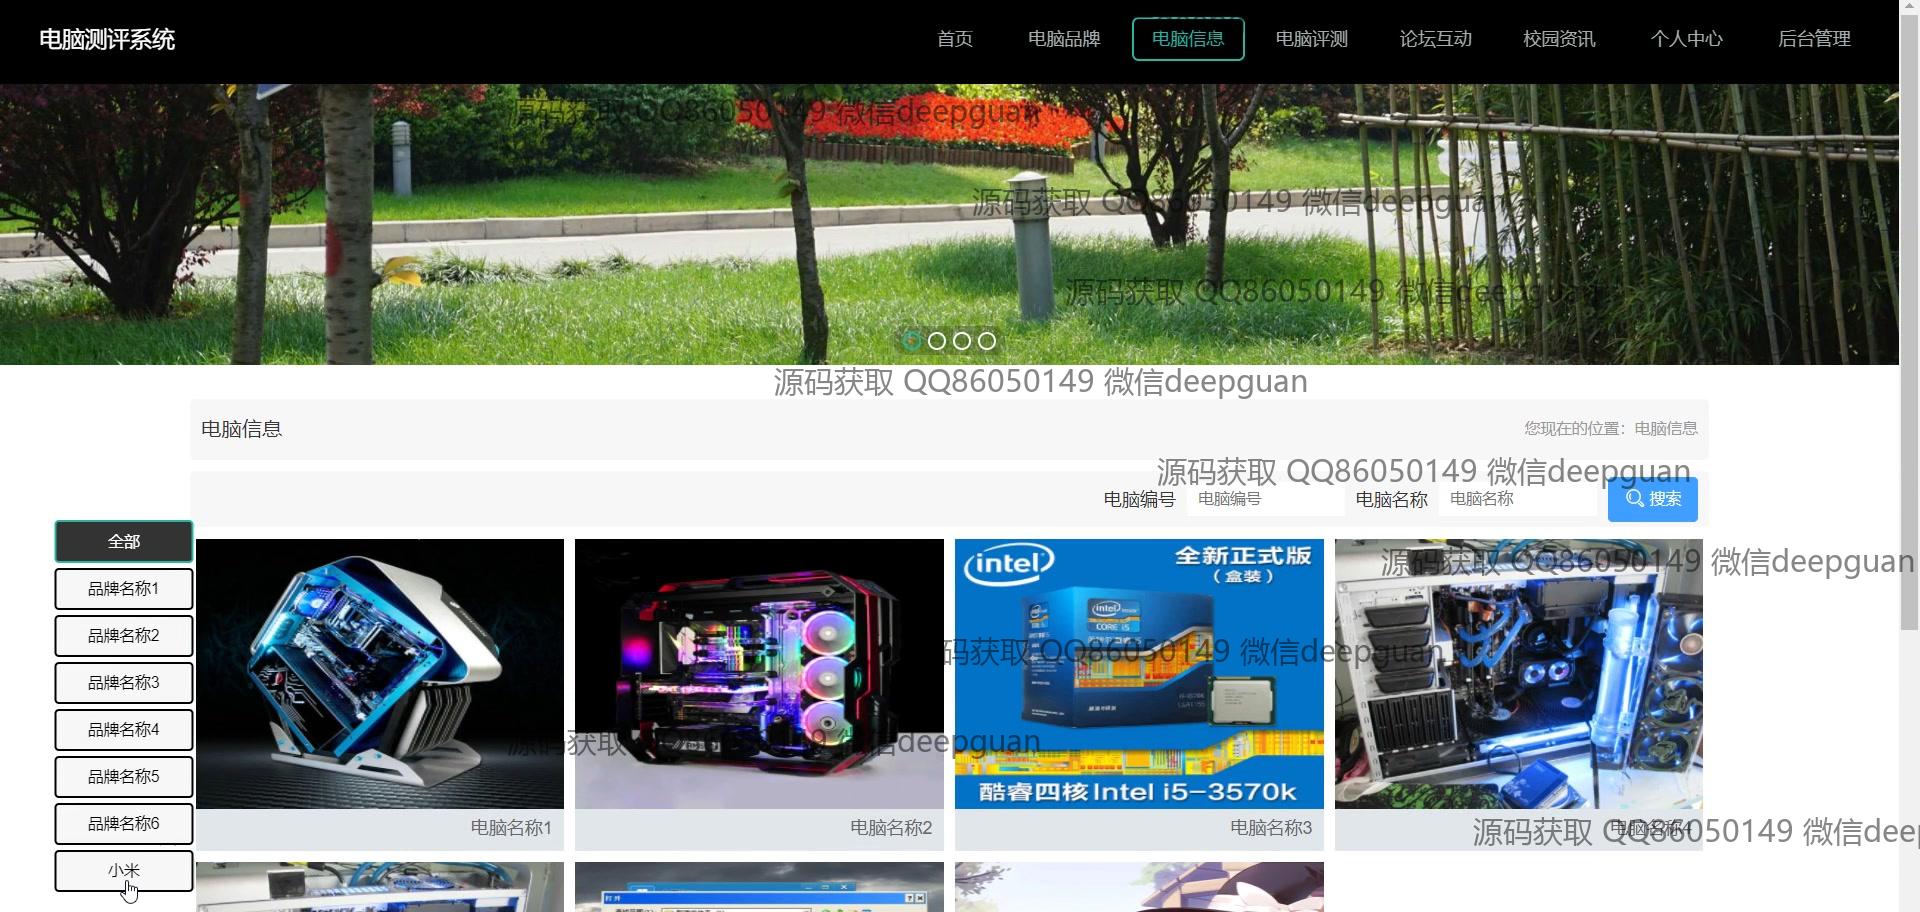 电脑测评系统
首页 电脑品牌 电脑信息 电脑评测 论坛互动 校园资讯 个人中心 后台管理
源码获取 QQ86050149 微信deepguan
源码获取 QQ86050149 微信deepguan
源码获取 QQ86050149 微信deepguan
源码获取 QQ86050149 微信deepguan
电脑信息 您现在的位置：电脑信息
源码获取 QQ86050149 微信deepguan
电脑编号 电脑编号 电脑名称 电脑名称 搜索
全部
品牌名称1
品牌名称2
品牌名称3
品牌名称4
品牌名称5
品牌名称6
小米
intel 全新正式版
（盒装）
intel
CORE i5
酷睿四核Intel i5-3570k
源码获取 QQ86050149 微信deepguan
码获取 QQ86050149 微信deepguan
源码获取 QQ86050149 微信deepguan
电脑名称1 电脑名称2 电脑名称3 电脑名称4
源码获取 QQ86050149 微信deep